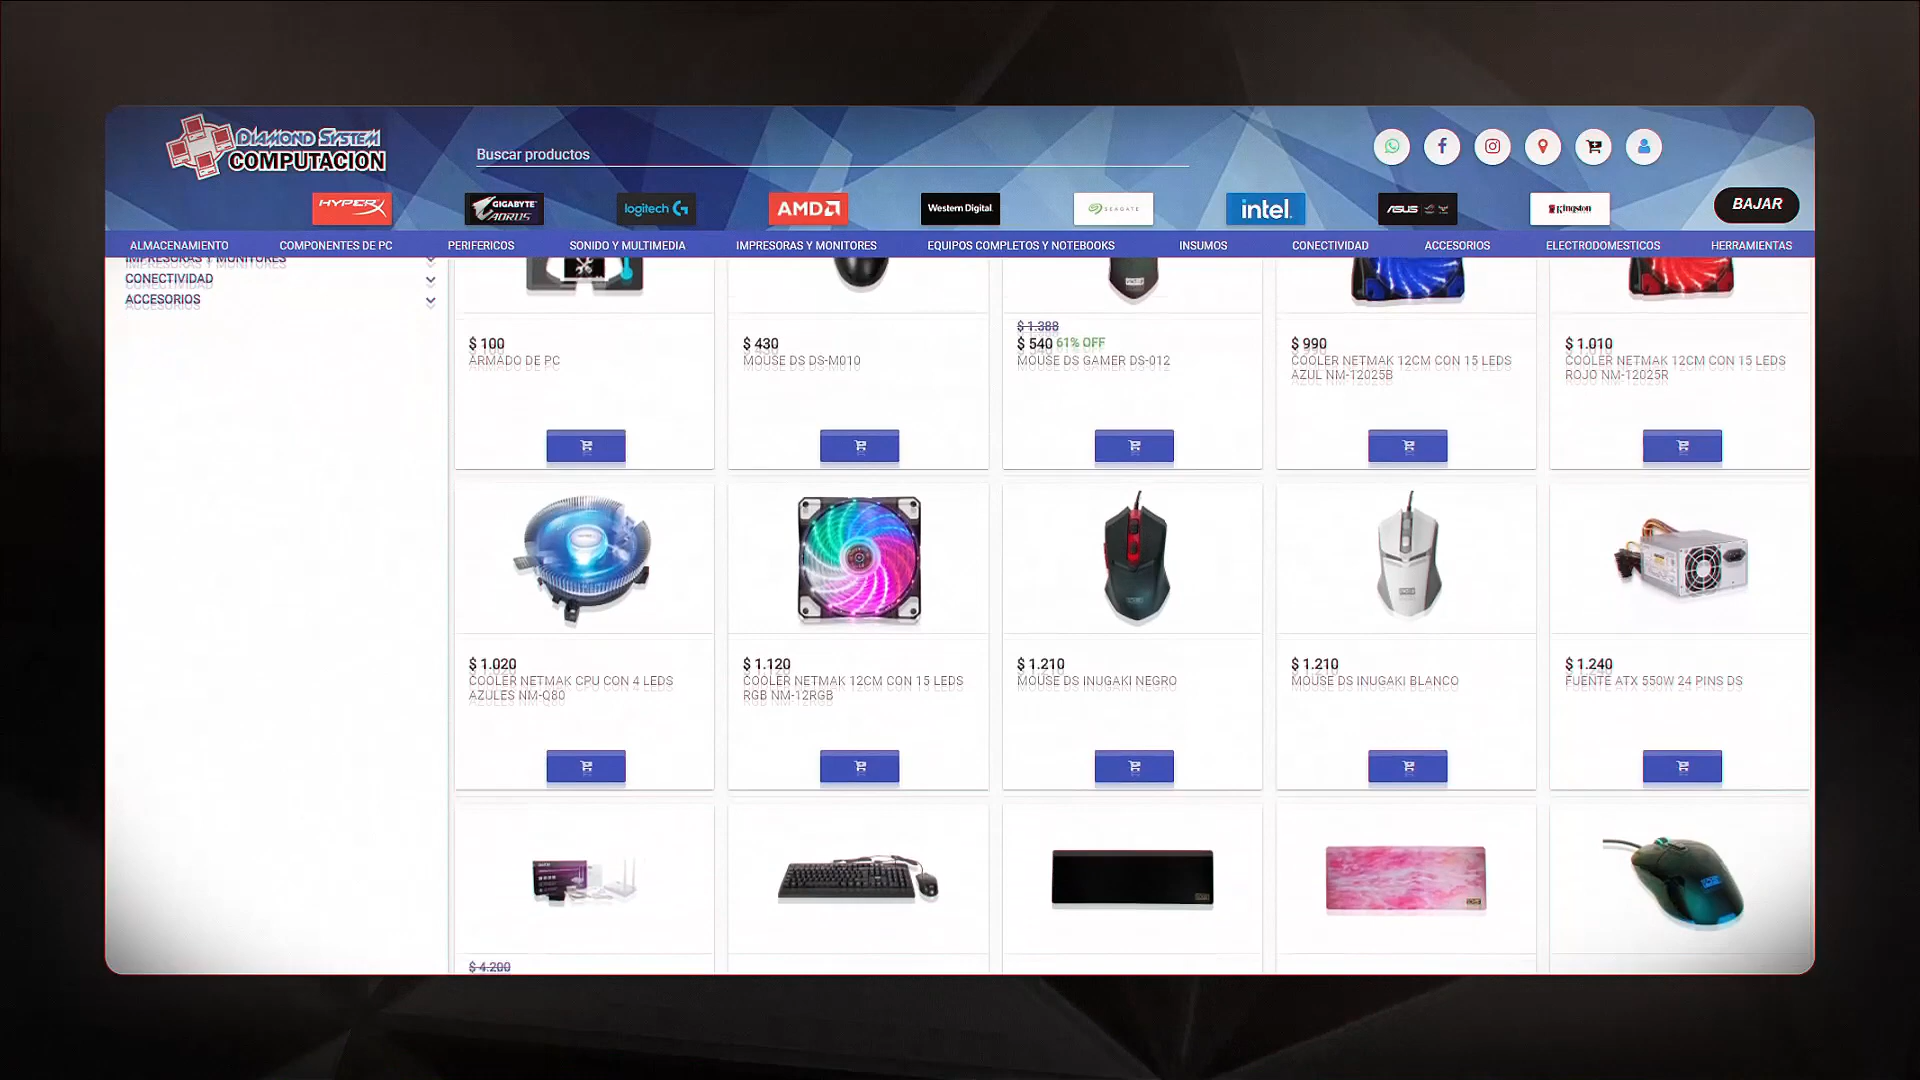 DIAMOND SYSTEM
COMPUTACION
Buscar productos
HYPERX
GIGABYTE
AORUS
logitech G
AMD
Western Digital.
SEAGATE
intel.
ASUS
Kingston
BAJAR
ALMACENAMIENTO
COMPONENTES DE PC
PERIFERICOS
SONIDO Y MULTIMEDIA
IMPRESORAS Y MONITORES
EQUIPOS COMPLETOS Y NOTEBOOKS
INSUMOS
CONECTIVIDAD
ACCESORIOS
ELECTRODOMESTICOS
HERRAMIENTAS
IMPRESORAS Y MONITORES
CONECTIVIDAD
ACCESORIOS
$ 100
ARMADO DE PC
$ 430
MOUSE DS DS-M010
$ 1.388
$ 540 61% OFF
MOUSE DS GAMER DS-012
$ 990
COOLER NETMAK 12CM CON 15 LEDS
AZUL NM-12025B
$ 1.010
COOLER NETMAK 12CM CON 15 LEDS
ROJO NM-12025R
$ 1.020
COOLER NETMAK CPU CON 4 LEDS
AZULES NM-Q80
$ 1.120
COOLER NETMAK 12CM CON 15 LEDS
RGB NM-12RGB
$ 1.210
MOUSE DS INUGAKI NEGRO
$ 1.210
MOUSE DS INUGAKI BLANCO
$ 1.240
FUENTE ATX 550W 24 PINS DS
$ 4.200